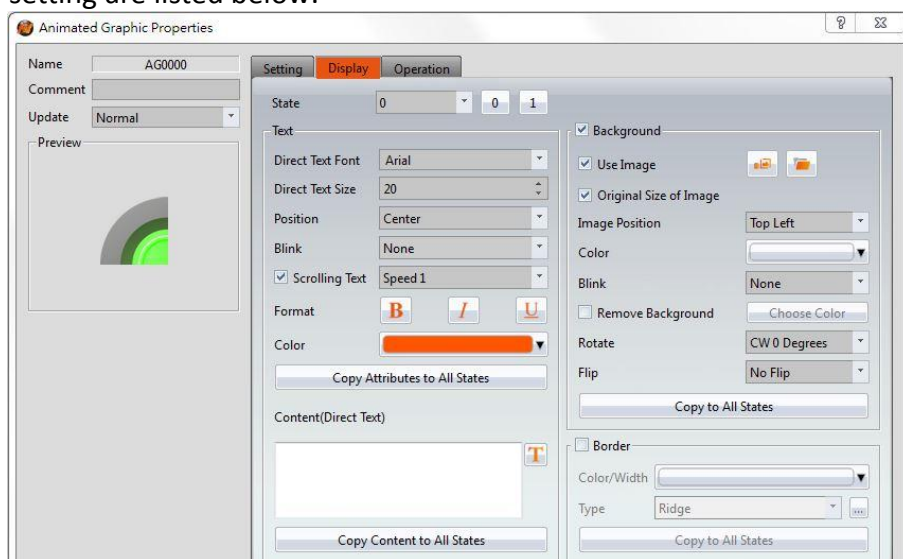 setting are listed below.
Animated Graphic Properties
Name AG0000
Comment
Update Normal
Preview
Setting Display Operation
State 0 0 1
Text
Direct Text Font Arial
Direct Text Size 20
Position Center
Blink None
Scrolling Text Speed 1
Format B I U
Color
Copy Attributes to All States
Content(Direct Text)
T
Copy Content to All States
Background
Use Image
Original Size of Image
Image Position Top Left
Color
Blink None
Remove Background Choose Color
Rotate CW 0 Degrees
Flip No Flip
Copy to All States
Border
Color/Width
Type Ridge ...
Copy to All States